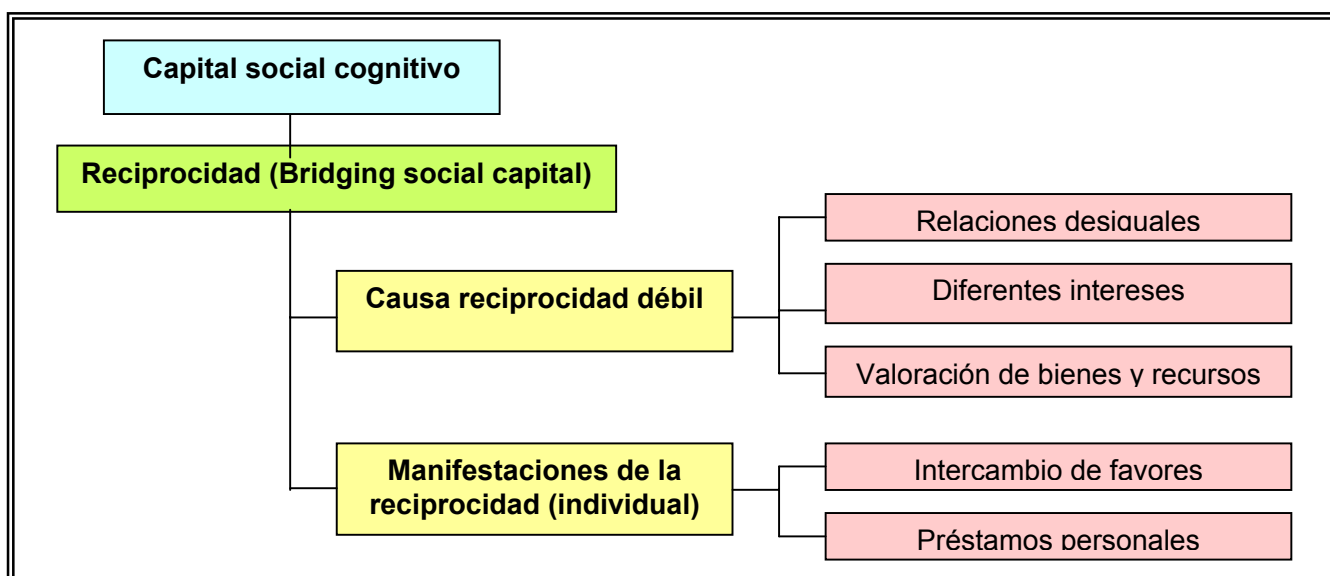 Capital social cognitivo
Reciprocidad (Bridging social capital)
Relaciones desiguales
Causa reciprocidad débil
Diferentes intereses
Valoración de bienes y recursos
Manifestaciones de la
reciprocidad (individual)
Intercambio de favores
Préstamos personales